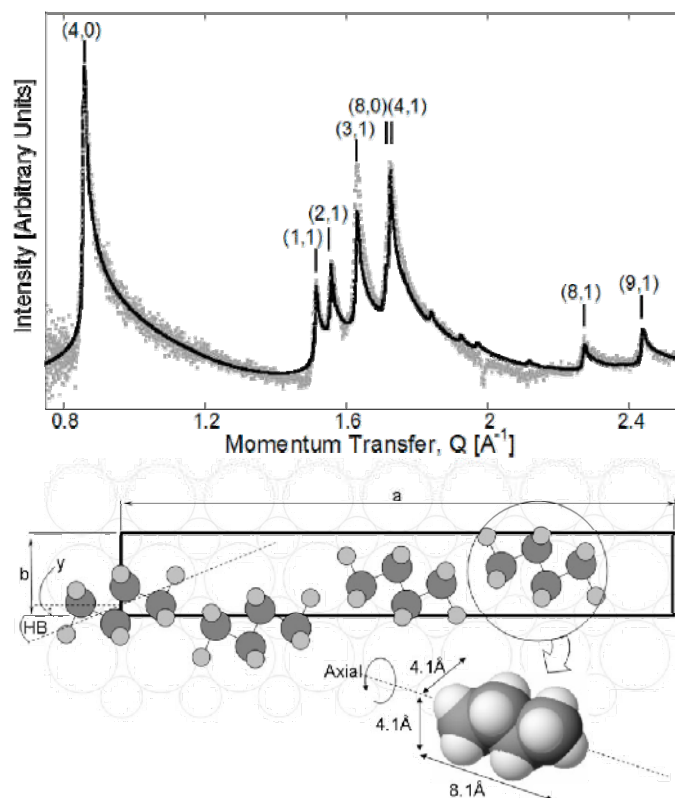 (4,0)
(8,0)(4,1)
(3,1)
(2,1)
(1,1)
(8,1)
(9,1)
Intensity [Arbitrary Units]
0.8 1.2 1.6 2 2.4
Momentum Transfer, Q [A⁻¹]
a
b
y
HB
Axial
4.1Å
4.1Å
8.1Å